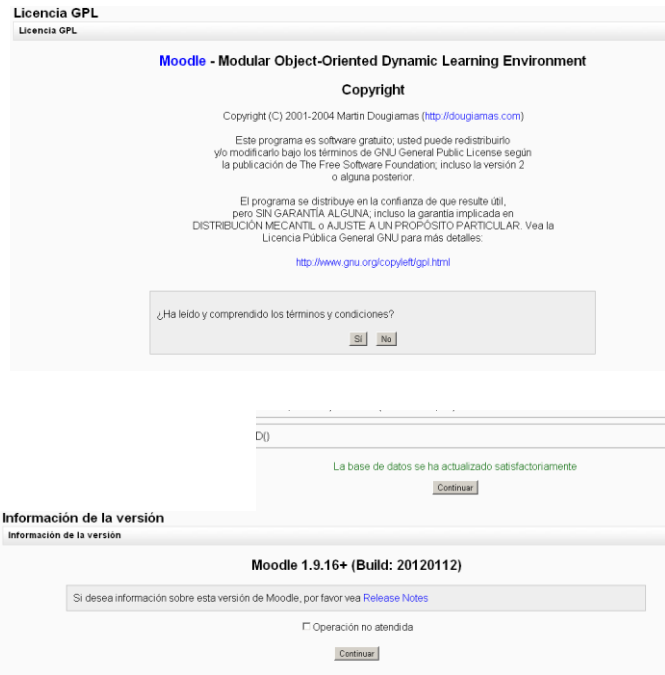 Licencia GPL
Licencia GPL
Moodle - Modular Object-Oriented Dynamic Learning Environment
Copyright
Copyright (C) 2001-2004 Martin Dougiamas (http://dougiamas.com)
Este programa es software gratuito; usted puede redistribuirlo
y/o modificarlo bajo los términos de GNU General Public License según
la publicación de The Free Software Foundation; incluso la versión 2
o alguna posterior.
El programa se distribuye en la confianza de que resulte útil,
pero SIN GARANTÍA ALGUNA; incluso la garantía implicada en
DISTRIBUCIÓN MECANTIL o AJUSTE A UN PROPÓSITO PARTICULAR. Vea la
Licencia Pública General GNU para más detalles:
http://www.gnu.org/copyleft/gpl.html
¿Ha leído y comprendido los términos y condiciones?
Sí No
D()
La base de datos se ha actualizado satisfactoriamente
Continuar
Información de la versión
Información de la versión
Moodle 1.9.16+ (Build: 20120112)
Si desea información sobre esta versión de Moodle, por favor vea Release Notes
Operación no atendida
Continuar